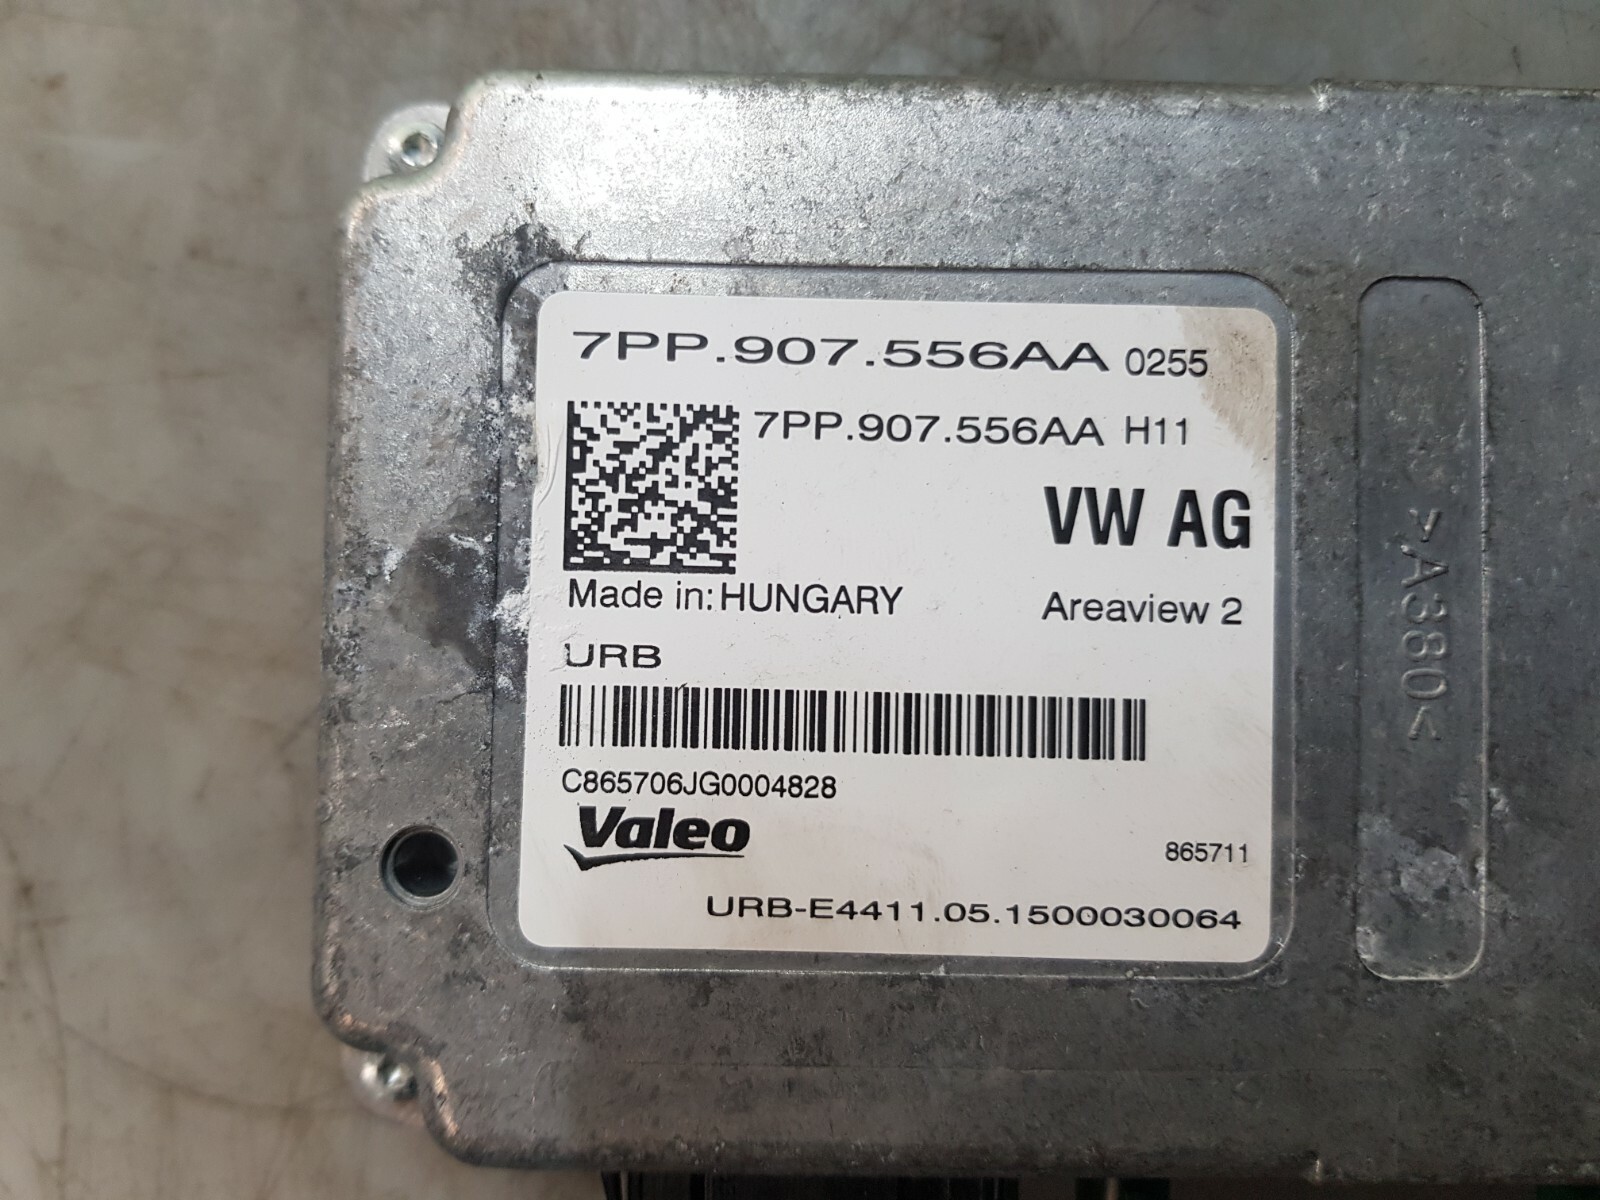 7PP.907.556AA 0255
7PP.907.556AA H11
VW AG
Made in: HUNGARY
Areaview 2
URB
C865706JG0004828
Valeo
865711
URB-E4411.05.1500030064
>A380<